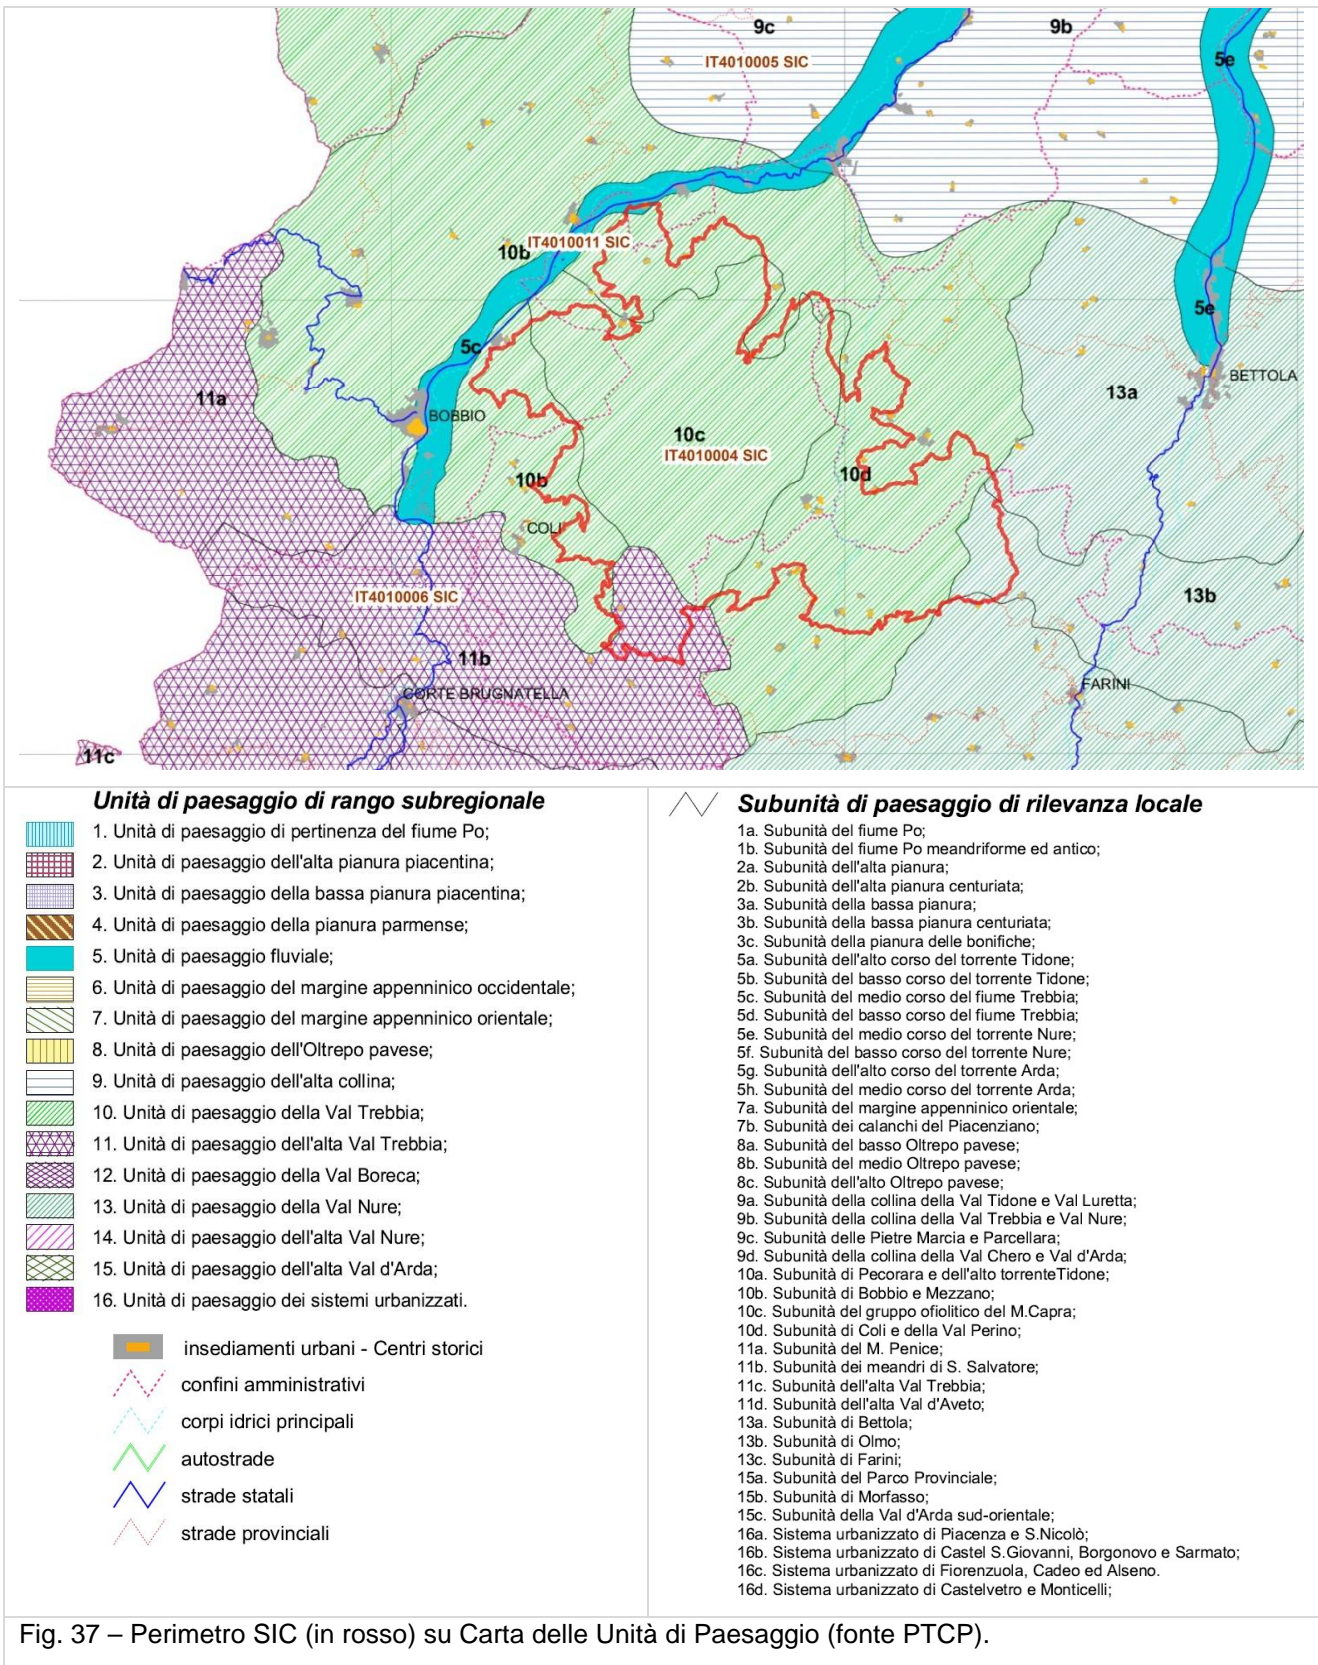 9c
9b
IT4010005 SIC
5e
10b
IT4010011 SIC
5e
5c
BETTOLA
11a
13a
BOBBIO
10c
IT4010004 SIC
10b
10d
COLI
IT4010006 SIC
13b
11b
FARINI
CORTE BRUGNATELLA
11c
Unità di paesaggio di rango subregionale
1. Unità di paesaggio di pertinenza del fiume Po;
2. Unità di paesaggio dell'alta pianura piacentina;
3. Unità di paesaggio della bassa pianura piacentina;
4. Unità di paesaggio della pianura parmense;
5. Unità di paesaggio fluviale;
6. Unità di paesaggio del margine appenninico occidentale;
7. Unità di paesaggio del margine appenninico orientale;
8. Unità di paesaggio dell'Oltrepo pavese;
9. Unità di paesaggio dell'alta collina;
10. Unità di paesaggio della Val Trebbia;
11. Unità di paesaggio dell'alta Val Trebbia;
12. Unità di paesaggio della Val Boreca;
13. Unità di paesaggio della Val Nure;
14. Unità di paesaggio dell'alta Val Nure;
15. Unità di paesaggio dell'alta Val d'Arda;
16. Unità di paesaggio dei sistemi urbanizzati.
insediamenti urbani - Centri storici
confini amministrativi
corpi idrici principali
autostrade
strade statali
strade provinciali
Subunità di paesaggio di rilevanza locale
1a. Subunità del fiume Po;
1b. Subunità del fiume Po meandriforme ed antico;
2a. Subunità dell'alta pianura;
2b. Subunità dell'alta pianura centuriata;
3a. Subunità della bassa pianura;
3b. Subunità della bassa pianura centuriata;
3c. Subunità della pianura delle bonifiche;
5a. Subunità dell'alto corso del torrente Tidone;
5b. Subunità del basso corso del torrente Tidone;
5c. Subunità del medio corso del fiume Trebbia;
5d. Subunità del basso corso del fiume Trebbia;
5e. Subunità del medio corso del torrente Nure;
5f. Subunità del basso corso del torrente Nure;
5g. Subunità dell'alto corso del torrente Arda;
5h. Subunità del medio corso del torrente Arda;
7a. Subunità del margine appenninico orientale;
7b. Subunità dei calanchi del Piacenziano;
8a. Subunità del basso Oltrepo pavese;
8b. Subunità del medio Oltrepo pavese;
8c. Subunità dell'alto Oltrepo pavese;
9a. Subunità della collina della Val Tidone e Val Luretta;
9b. Subunità della collina della Val Trebbia e Val Nure;
9c. Subunità delle Pietre Marcia e Parcellara;
9d. Subunità della collina della Val Chero e Val d'Arda;
10a. Subunità di Pecorara e dell'alto torrenteTidone;
10b. Subunità di Bobbio e Mezzano;
10c. Subunità del gruppo ofiolitico del M.Capra;
10d. Subunità di Coli e della Val Perino;
11a. Subunità del M. Penice;
11b. Subunità dei meandri di S. Salvatore;
11c. Subunità dell'alta Val Trebbia;
11d. Subunità dell'alta Val d'Aveto;
13a. Subunità di Bettola;
13b. Subunità di Olmo;
13c. Subunità di Farini;
15a. Subunità del Parco Provinciale;
15b. Subunità di Morfasso;
15c. Subunità della Val d'Arda sud-orientale;
16a. Sistema urbanizzato di Piacenza e S.Nicolò;
16b. Sistema urbanizzato di Castel S.Giovanni, Borgonovo e Sarmato;
16c. Sistema urbanizzato di Fiorenzuola, Cadeo ed Alseno.
16d. Sistema urbanizzato di Castelvetro e Monticelli;
Fig. 37 – Perimetro SIC (in rosso) su Carta delle Unità di Paesaggio (fonte PTCP).